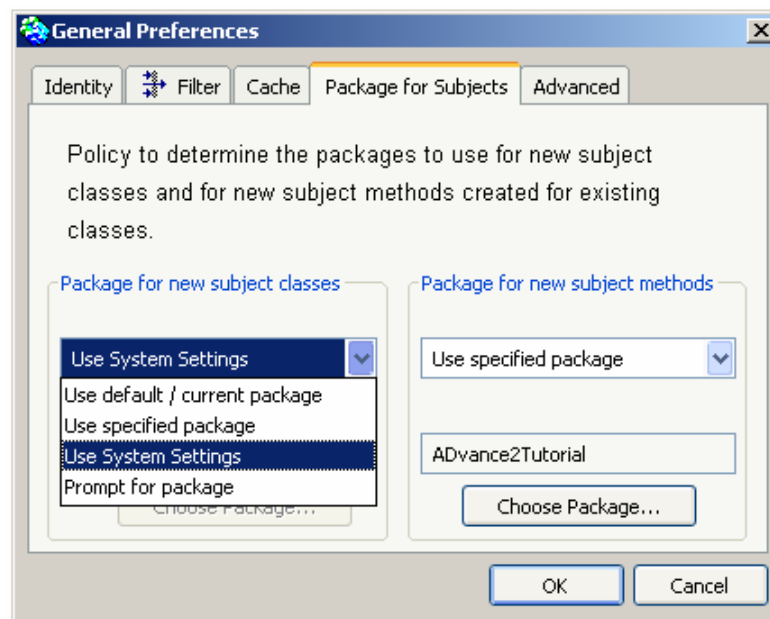 General Preferences
Identity Filter Cache Package for Subjects Advanced
Policy to determine the packages to use for new subject
classes and for new subject methods created for existing
classes.
Package for new subject classes
Use System Settings
Use default / current package
Use specified package
Use System Settings
Prompt for package
Choose Package...
Package for new subject methods
Use specified package
ADvance2Tutorial
Choose Package...
OK Cancel